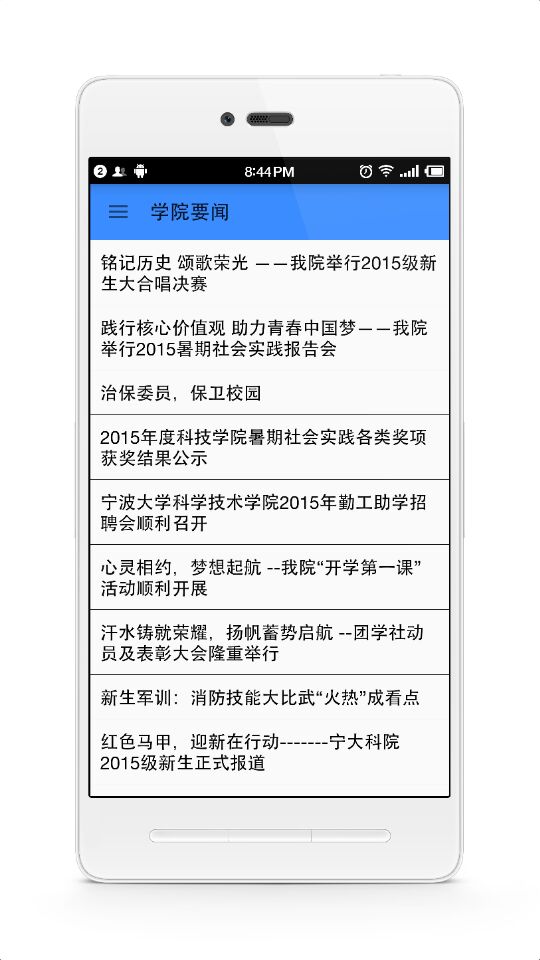 2
8:44PM
学院要闻
铭记历史 颂歌荣光 ——我院举行2015级新
生大合唱决赛
践行核心价值观 助力青春中国梦——我院
举行2015暑期社会实践报告会
治保委员，保卫校园
2015年度科技学院暑期社会实践各类奖项
获奖结果公示
宁波大学科学技术学院2015年勤工助学招
聘会顺利召开
心灵相约，梦想起航 --我院“开学第一课”
活动顺利开展
汗水铸就荣耀，扬帆蓄势启航 --团学社动
员及表彰大会隆重举行
新生军训：消防技能大比武“火热”成看点
红色马甲，迎新在行动-------宁大科院
2015级新生正式报道